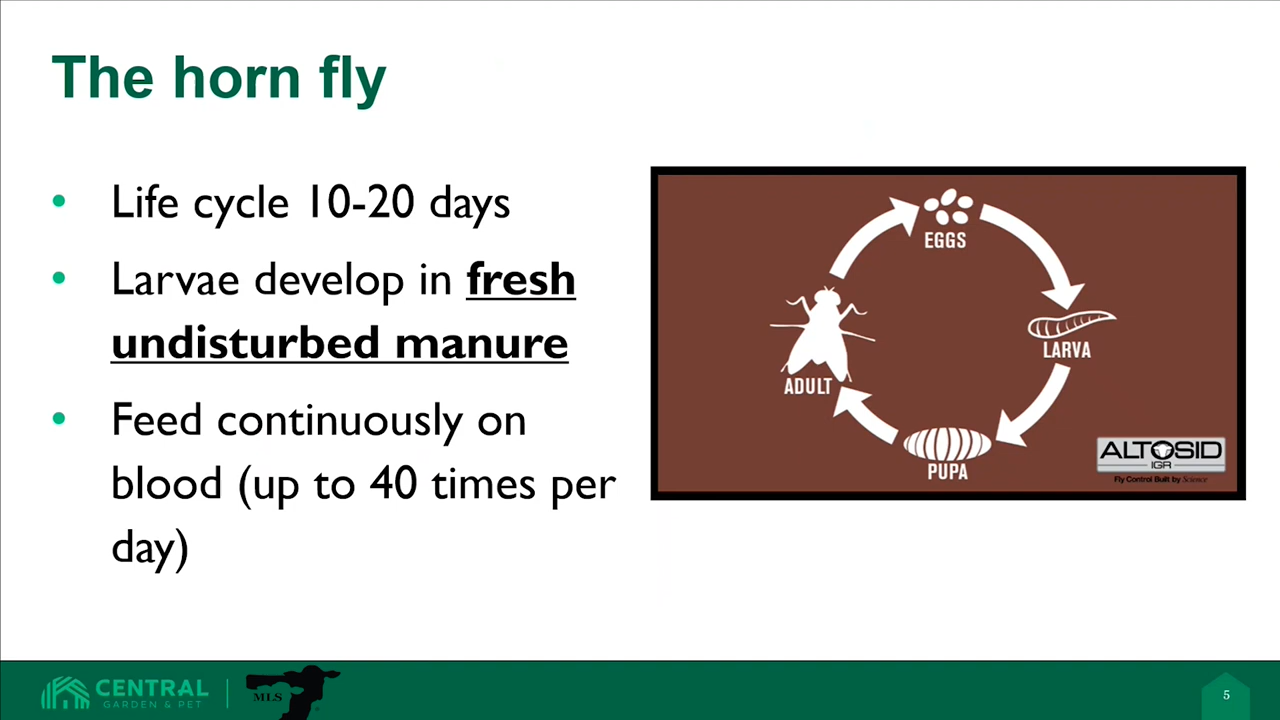 The horn fly
• Life cycle 10-20 days
• Larvae develop in fresh
undisturbed manure
• Feed continuously on
blood (up to 40 times per
day)
EGGS
LARVA
ADULT
PUPA
ALTOSID
IGR
Fly Control Built by Science
CENTRAL
GARDEN & PET
MLS
5